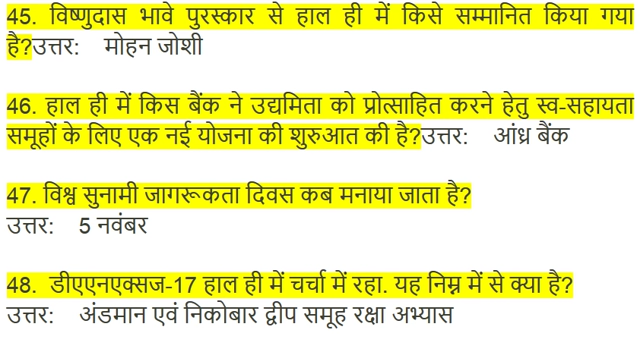 45. विष्णुदास भावे पुरस्कार से हाल ही में किसे सम्मानित किया गया
है?उत्तर: मोहन जोशी
46. हाल ही में किस बैंक ने उद्यमिता को प्रोत्साहित करने हेतु स्व-सहायता
समूहों के लिए एक नई योजना की शुरुआत की है?उत्तर: आंध्र बैंक
47. विश्व सुनामी जागरूकता दिवस कब मनाया जाता है?
उत्तर: 5 नवंबर
48. डीएएनएक्सज-17 हाल ही में चर्चा में रहा. यह निम्न में से क्या है?
उत्तर: अंडमान एवं निकोबार द्वीप समूह रक्षा अभ्यास